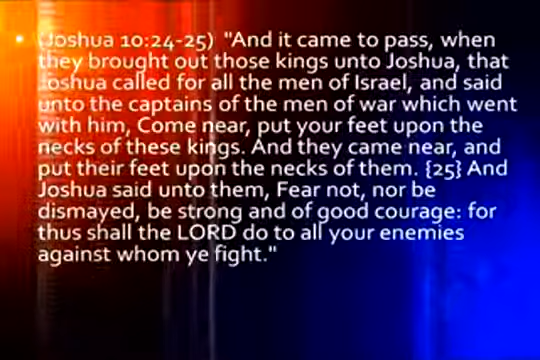 (Joshua 10:24-25) "And it came to pass, when
they brought out those kings unto Joshua, that
Joshua called for all the men of Israel, and said
unto the captains of the men of war which went
with him, Come near, put your feet upon the
necks of these kings. And they came near, and
put their feet upon the necks of them. {25} And
Joshua said unto them, Fear not, nor be
dismayed, be strong and of good courage: for
thus shall the LORD do to all your enemies
against whom ye fight."